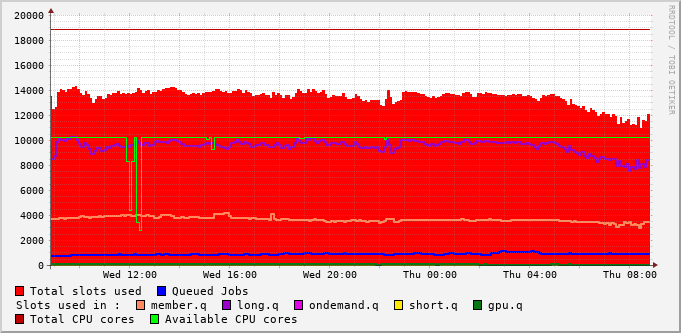 20000
18000
16000
14000
12000
10000
8000
6000
4000
2000
0
Wed 12:00 Wed 16:00 Wed 20:00 Thu 00:00 Thu 04:00 Thu 08:00
Total slots used Queued Jobs
Slots used in : member.q long.q ondemand.q short.q gpu.q
Total CPU cores Available CPU cores
RRDTOOL / TOBI OETIKER